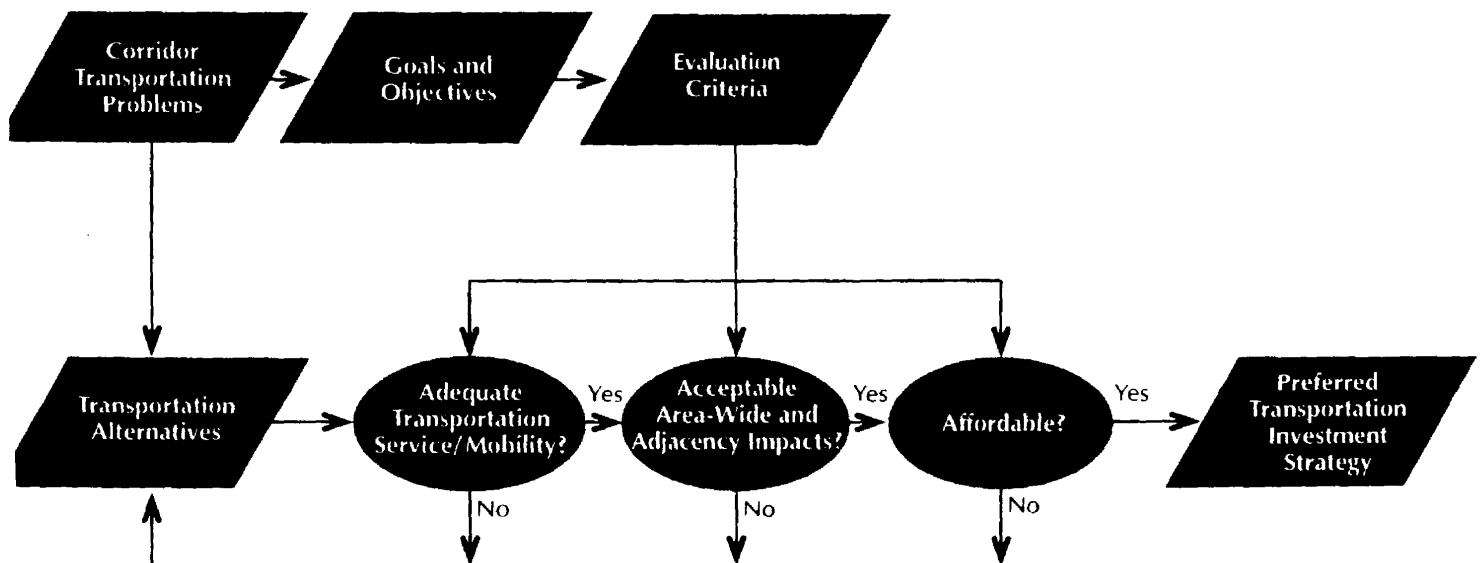 Corridor
Transportation
Problems
Goals and
Objectives
Evaluation
Criteria
Transportation
Alternatives
Adequate
Transportation
Service/Mobility?
Yes
No
Acceptable
Area-Wide and
Adjacency Impacts?
Yes
No
Affordable?
Yes
No
Preferred
Transportation
Investment
Strategy